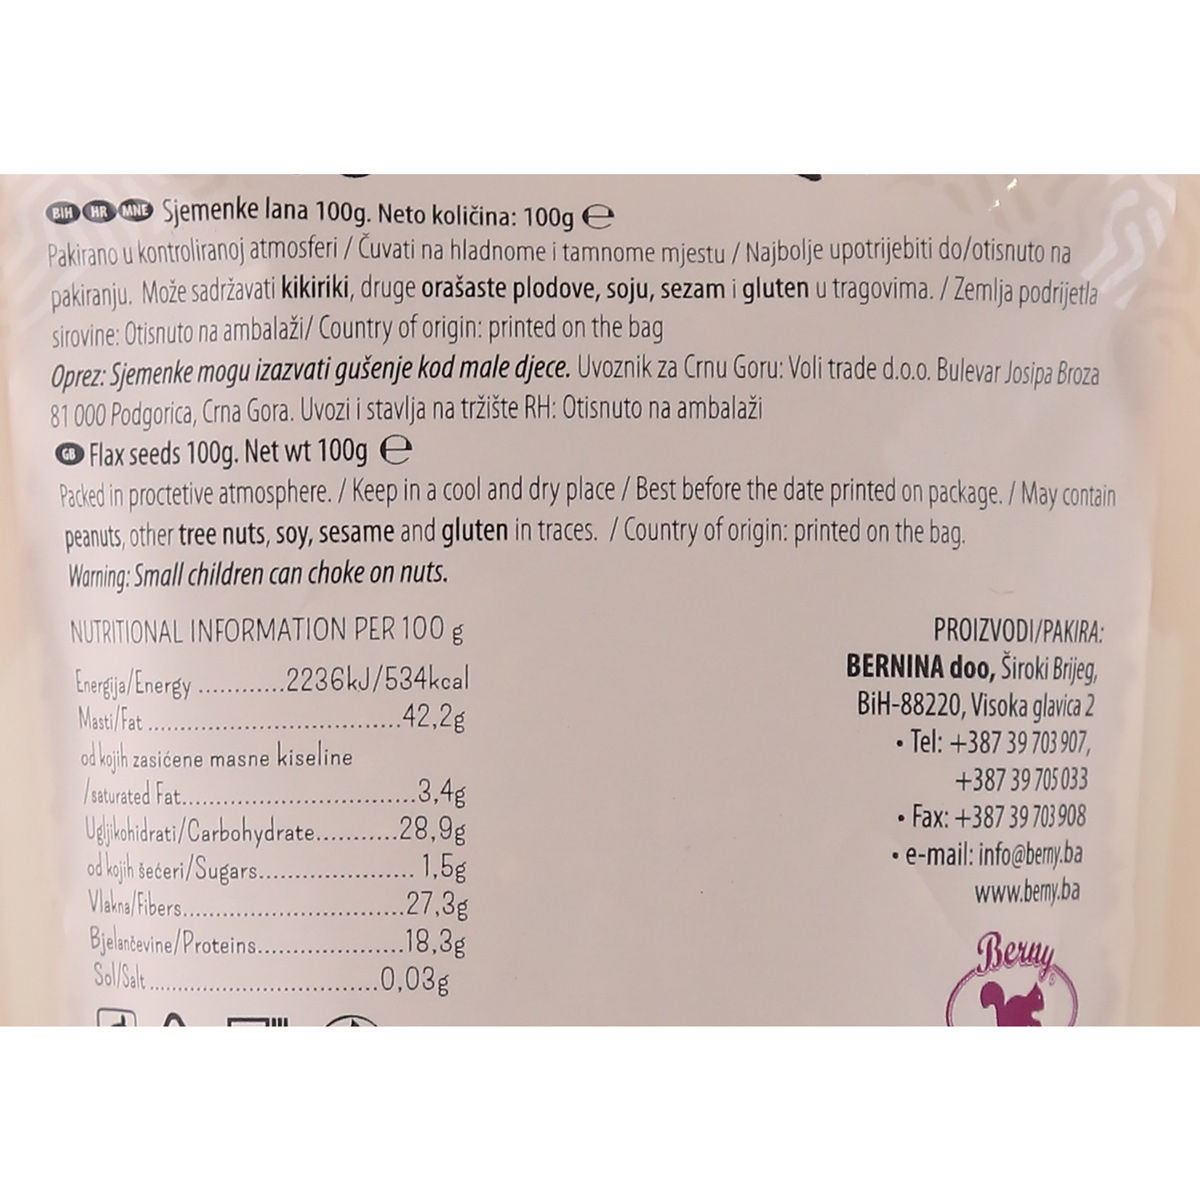 BIH HR MNE Sjemenke lana 100g. Neto količina: 100g ℮
Pakirano u kontroliranoj atmosferi / Čuvati na hladnome i tamnome mjestu / Najbolje upotrijebiti do/otisnuto na
pakiranju. Može sadržavati kikiriki, druge orašaste plodove, soju, sezam i gluten u tragovima. / Zemlja podrijetla
sirovine: Otisnuto na ambalaži/ Country of origin: printed on the bag
Oprez: Sjemenke mogu izazvati gušenje kod male djece. Uvoznik za Crnu Goru: Voli trade d.o.o. Bulevar Josipa Broza
81 000 Podgorica, Crna Gora. Uvozi i stavlja na tržište RH: Otisnuto na ambalaži
GB Flax seeds 100g. Net wt 100g ℮
Packed in proctetive atmosphere. / Keep in a cool and dry place / Best before the date printed on package. / May contain
peanuts, other tree nuts, soy, sesame and gluten in traces. / Country of origin: printed on the bag.
Warning: Small children can choke on nuts.
NUTRITIONAL INFORMATION PER 100 g
Energija/Energy .............2236kJ/534kcal
Masti/Fat ..............................42,2g
od kojih zasićene masne kiseline
/saturated Fat...........................3,4g
Ugljikohidrati/Carbohydrate...........28,9g
od kojih šećeri/Sugars.................. 1,5g
Vlakna/Fibers..........................27,3g
Bjelančevine/Proteins..................18,3g
Sol/Salt ...............................0,03g
PROIZVODI/PAKIRA:
BERNINA doo, Široki Brijeg,
BiH-88220, Visoka glavica 2
• Tel: +387 39 703 907,
+387 39 705 033
• Fax: +387 39 703 908
• e-mail: info@berny.ba
www.berny.ba
Berny®